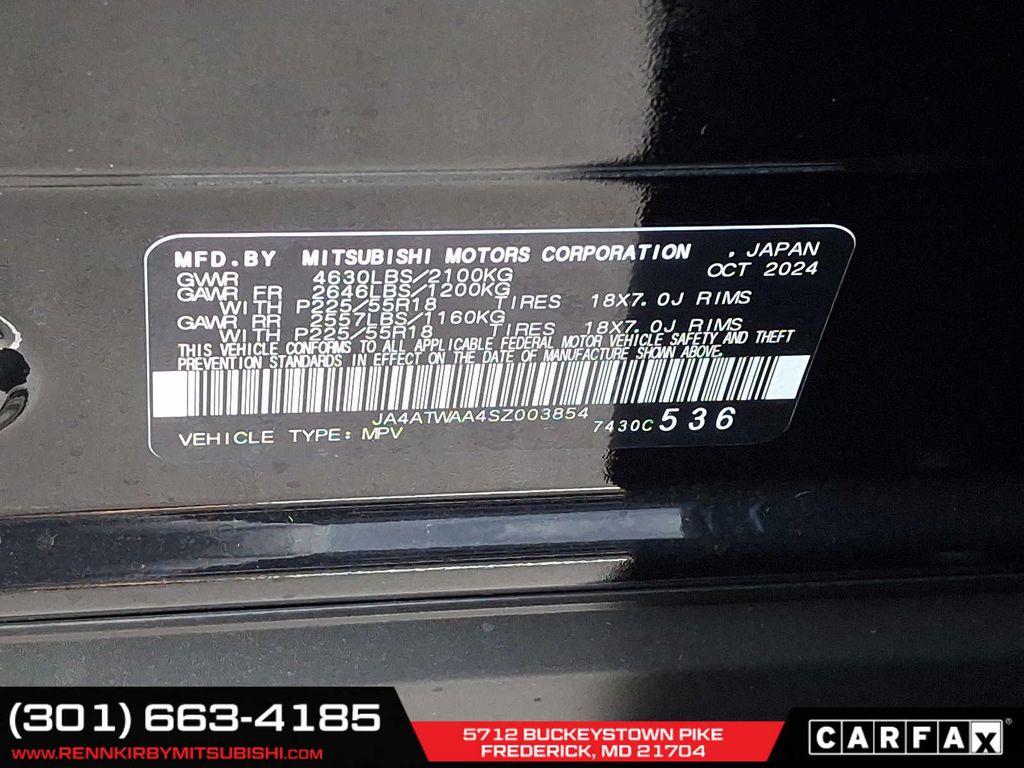 MFD.BY MITSUBISHI MOTORS CORPORATION . JAPAN
GVWR 4630LBS/2100KG OCT 2024
GAWR FR 2646LBS/1200KG
WITH P225/55R18 TIRES 18X7.0J RIMS
GAWR RR 2557LBS/1160KG
WITH P225/55R18 TIRES 18X7.0J RIMS
THIS VEHICLE CONFORMS TO ALL APPLICABLE FEDERAL MOTOR VEHICLE SAFETY AND THEFT
PREVENTION STANDARDS IN EFFECT ON THE DATE OF MANUFACTURE SHOWN ABOVE.
JA4ATWAA4SZ003854
VEHICLE TYPE: MPV 7430C 536
(301) 663-4185
WWW.RENNKIRBYMITSUBISHI.COM
5712 BUCKEYSTOWN PIKE
FREDERICK, MD 21704
CARFAX